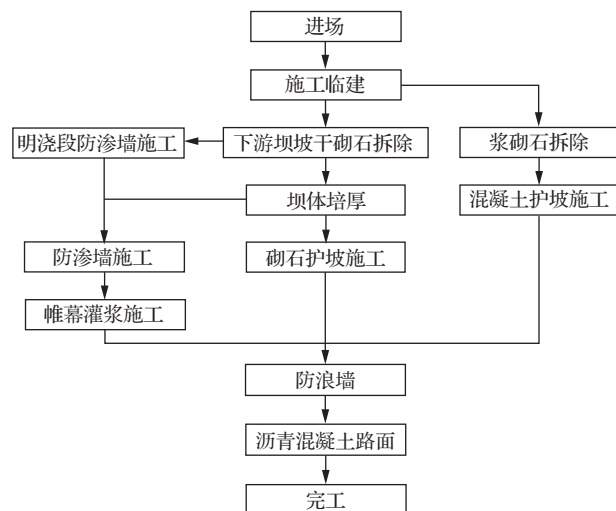 进场
施工临建
明浇段防渗墙施工
下游坝坡干砌石拆除
浆砌石拆除
坝体培厚
混凝土护坡施工
防渗墙施工
砌石护坡施工
帷幕灌浆施工
防浪墙
沥青混凝土路面
完工